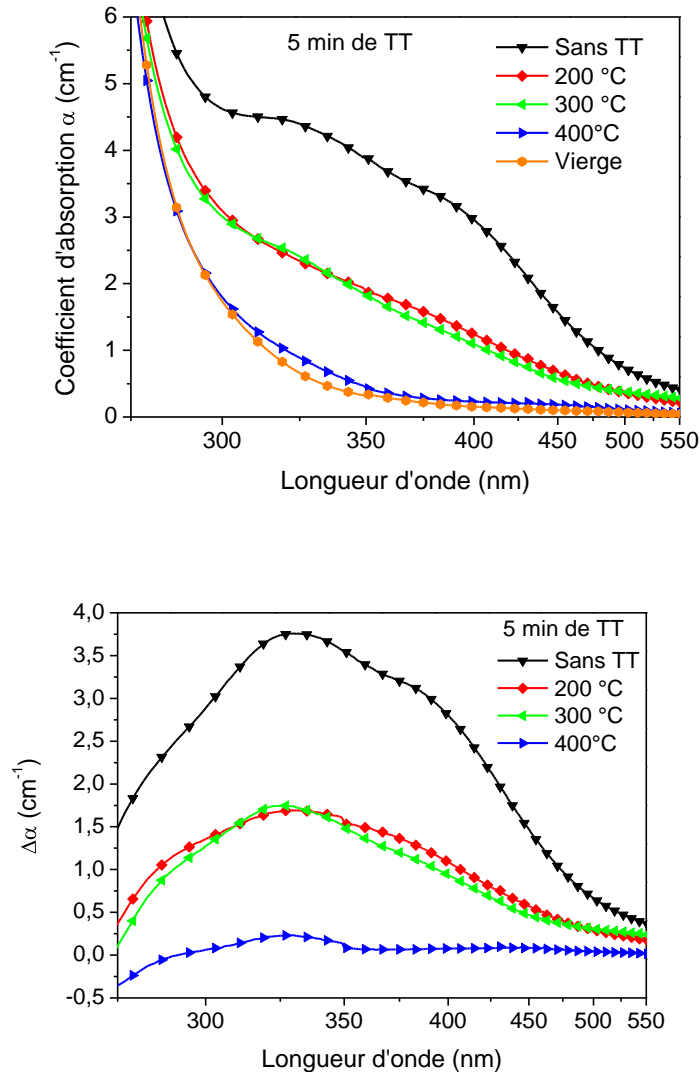 6
5
4
3
2
1
0
Coefficient d'absorption α (cm-1)
5 min de TT
Sans TT
200 °C
300 °C
400°C
Vierge
300 350 400 450 500 550
Longueur d'onde (nm)
4,0
3,5
3,0
2,5
2,0
1,5
1,0
0,5
0,0
-0,5
Δα (cm-1)
5 min de TT
Sans TT
200 °C
300 °C
400°C
300 350 400 450 500 550
Longueur d'onde (nm)